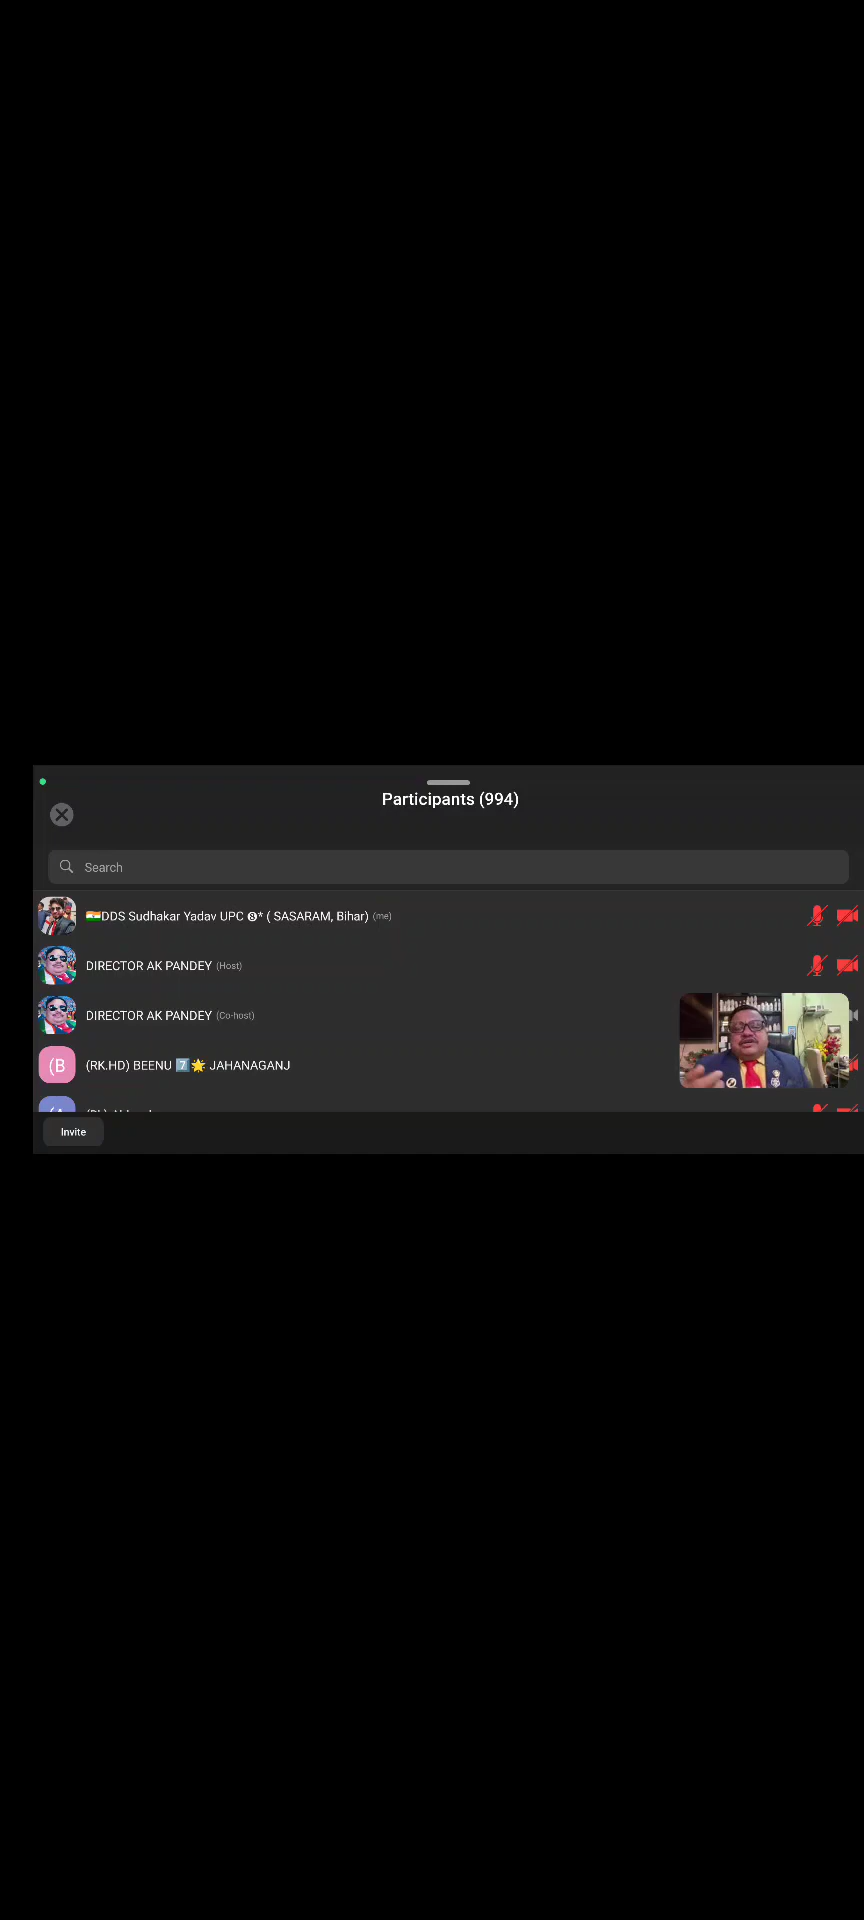 Participants (994)
Search
🇮🇳DDS Sudhakar Yadav UPC ❽* ( SASARAM, Bihar) (me)
DIRECTOR AK PANDEY (Host)
DIRECTOR AK PANDEY (Co-host)
(B
(RK.HD) BEENU 7️⃣🌟 JAHANAGANJ
Invite